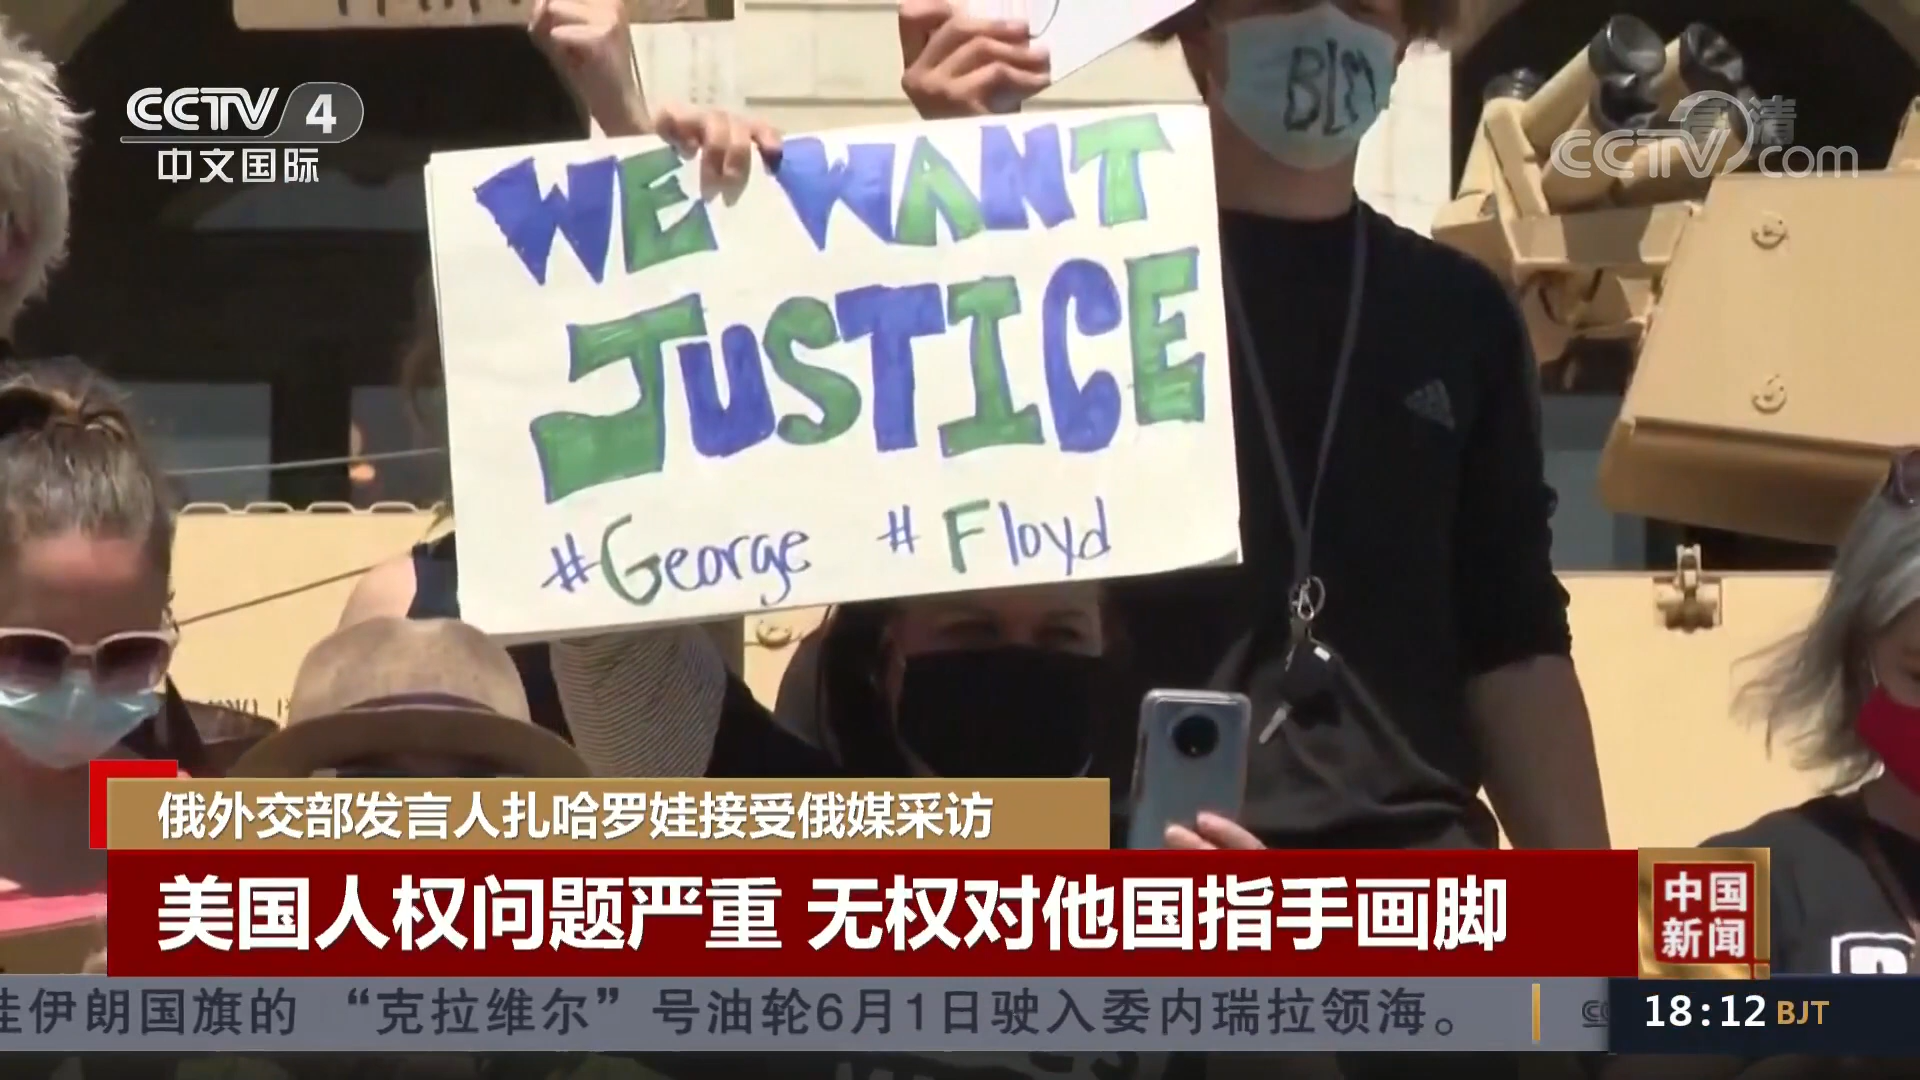 CCTV 4
中文国际
高清
CCTV.com
BLM
WE WANT
JUSTICE
#George #Floyd
俄外交部发言人扎哈罗娃接受俄媒采访
美国人权问题严重 无权对他国指手画脚
中国
新闻
伊朗国旗的 “克拉维尔”号油轮6月1日驶入委内瑞拉领海。
18:12 BJT